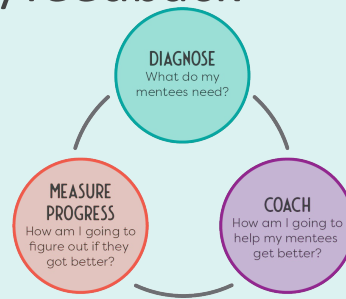 DIAGNOSE
What do my
mentees need?
MEASURE
PROGRESS
How am I going to
figure out if they
got better?
COACH
How am I going to
help my mentees
get better?